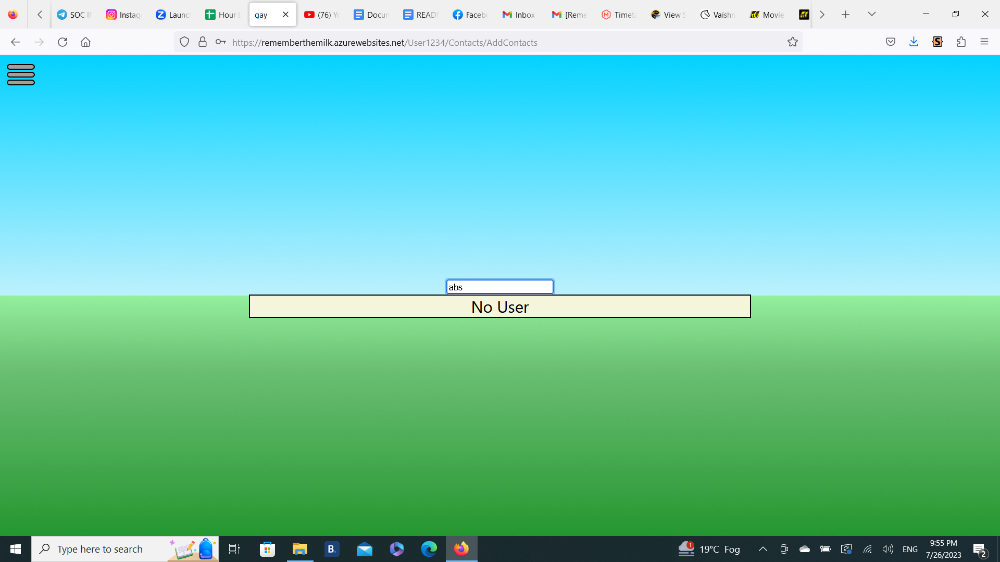 SOC IF
Instag
Launch
Hour L
gay
(76) Yo
Docun
READ
Facebo
Inbox
[Reme
Timeta
View S
Vaishn
Movie
https://rememberthemilk.azurewebsites.net/User1234/Contacts/AddContacts
abs
No User
Type here to search
B.
1
19°C Fog
ENG
9:55 PM
7/26/2023
2